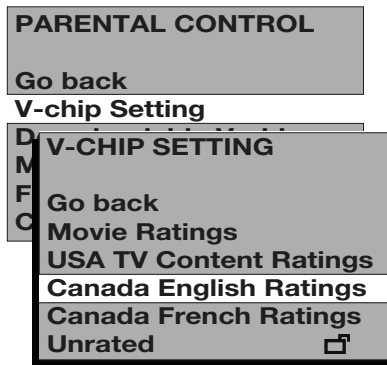 PARENTAL CONTROL
Go back
V-chip Setting
V-CHIP SETTING
Go back
Movie Ratings
USA TV Content Ratings
Canada English Ratings
Canada French Ratings
Unrated